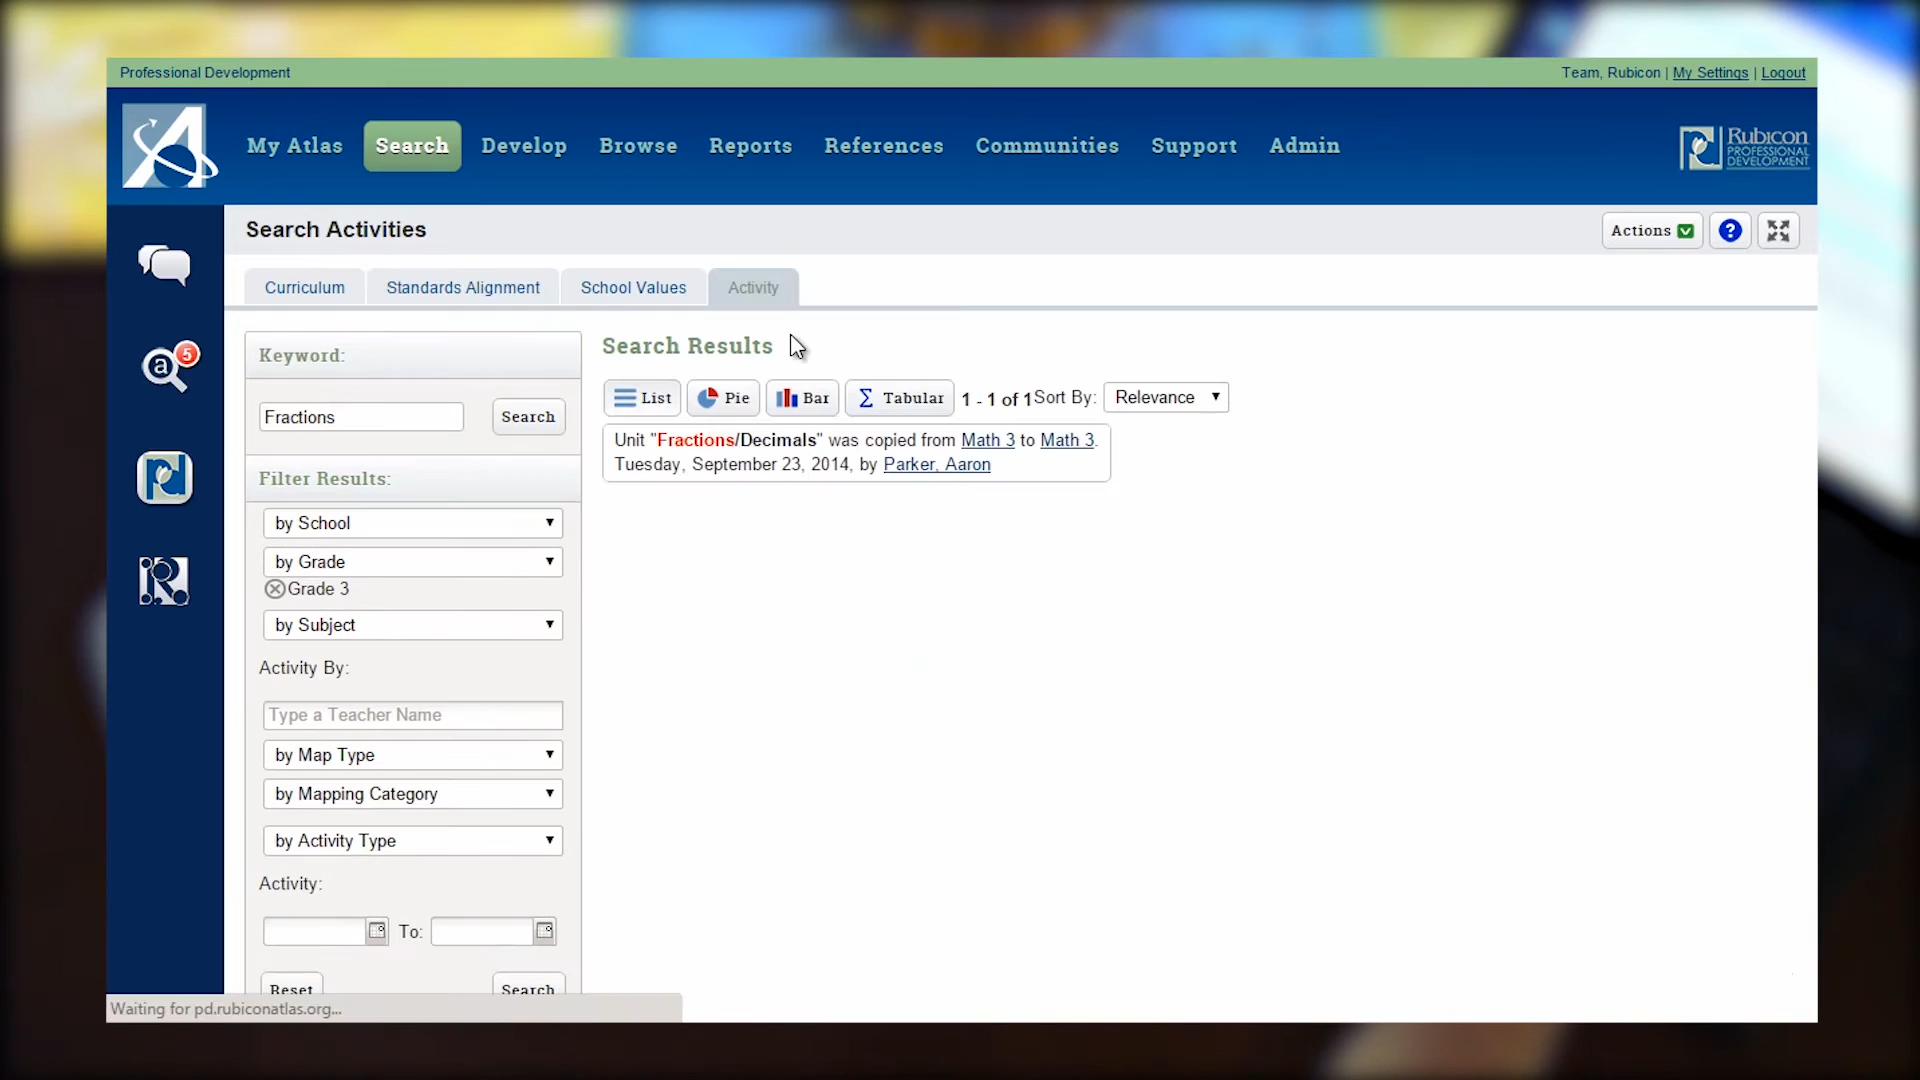 Professional Development
Team, Rubicon | My Settings | Logout
My Atlas Search Develop Browse Reports References Communities Support Admin
Rubicon
PROFESSIONAL
DEVELOPMENT
Search Activities
Actions ?
Curriculum Standards Alignment School Values Activity
a 5
pd
R
Keyword:
Fractions Search
Filter Results:
by School
by Grade
Grade 3
by Subject
Activity By:
Type a Teacher Name
by Map Type
by Mapping Category
by Activity Type
Activity:
To:
Reset Search
Search Results
List Pie Bar Σ Tabular 1 - 1 of 1Sort By: Relevance
Unit "Fractions/Decimals" was copied from Math 3 to Math 3.
Tuesday, September 23, 2014, by Parker, Aaron
Waiting for pd.rubiconatlas.org...